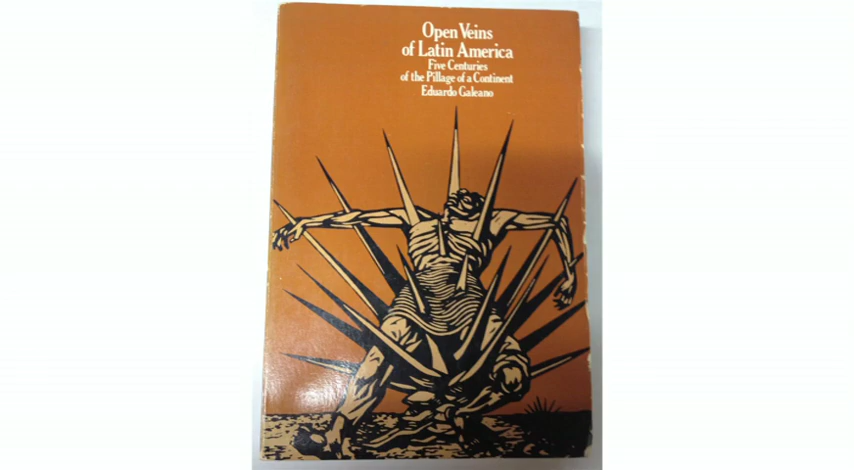 Open Veins
of Latin America
Five Centuries
of the Pillage of a Continent
Eduardo Galeano